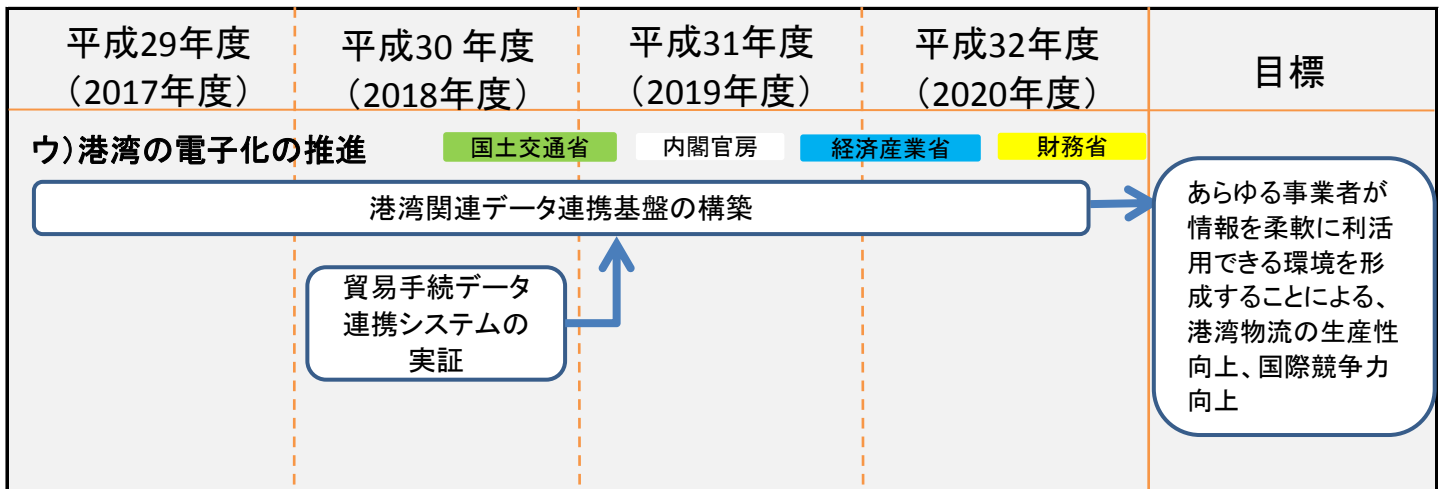 平成29年度
（2017年度）
平成30 年度
（2018年度）
平成31年度
（2019年度）
平成32年度
（2020年度）
目標
ウ）港湾の電子化の推進
国土交通省
内閣官房
経済産業省
財務省
港湾関連データ連携基盤の構築
貿易手続データ
連携システムの
実証
あらゆる事業者が
情報を柔軟に利活
用できる環境を形
成することによる、
港湾物流の生産性
向上、国際競争力
向上